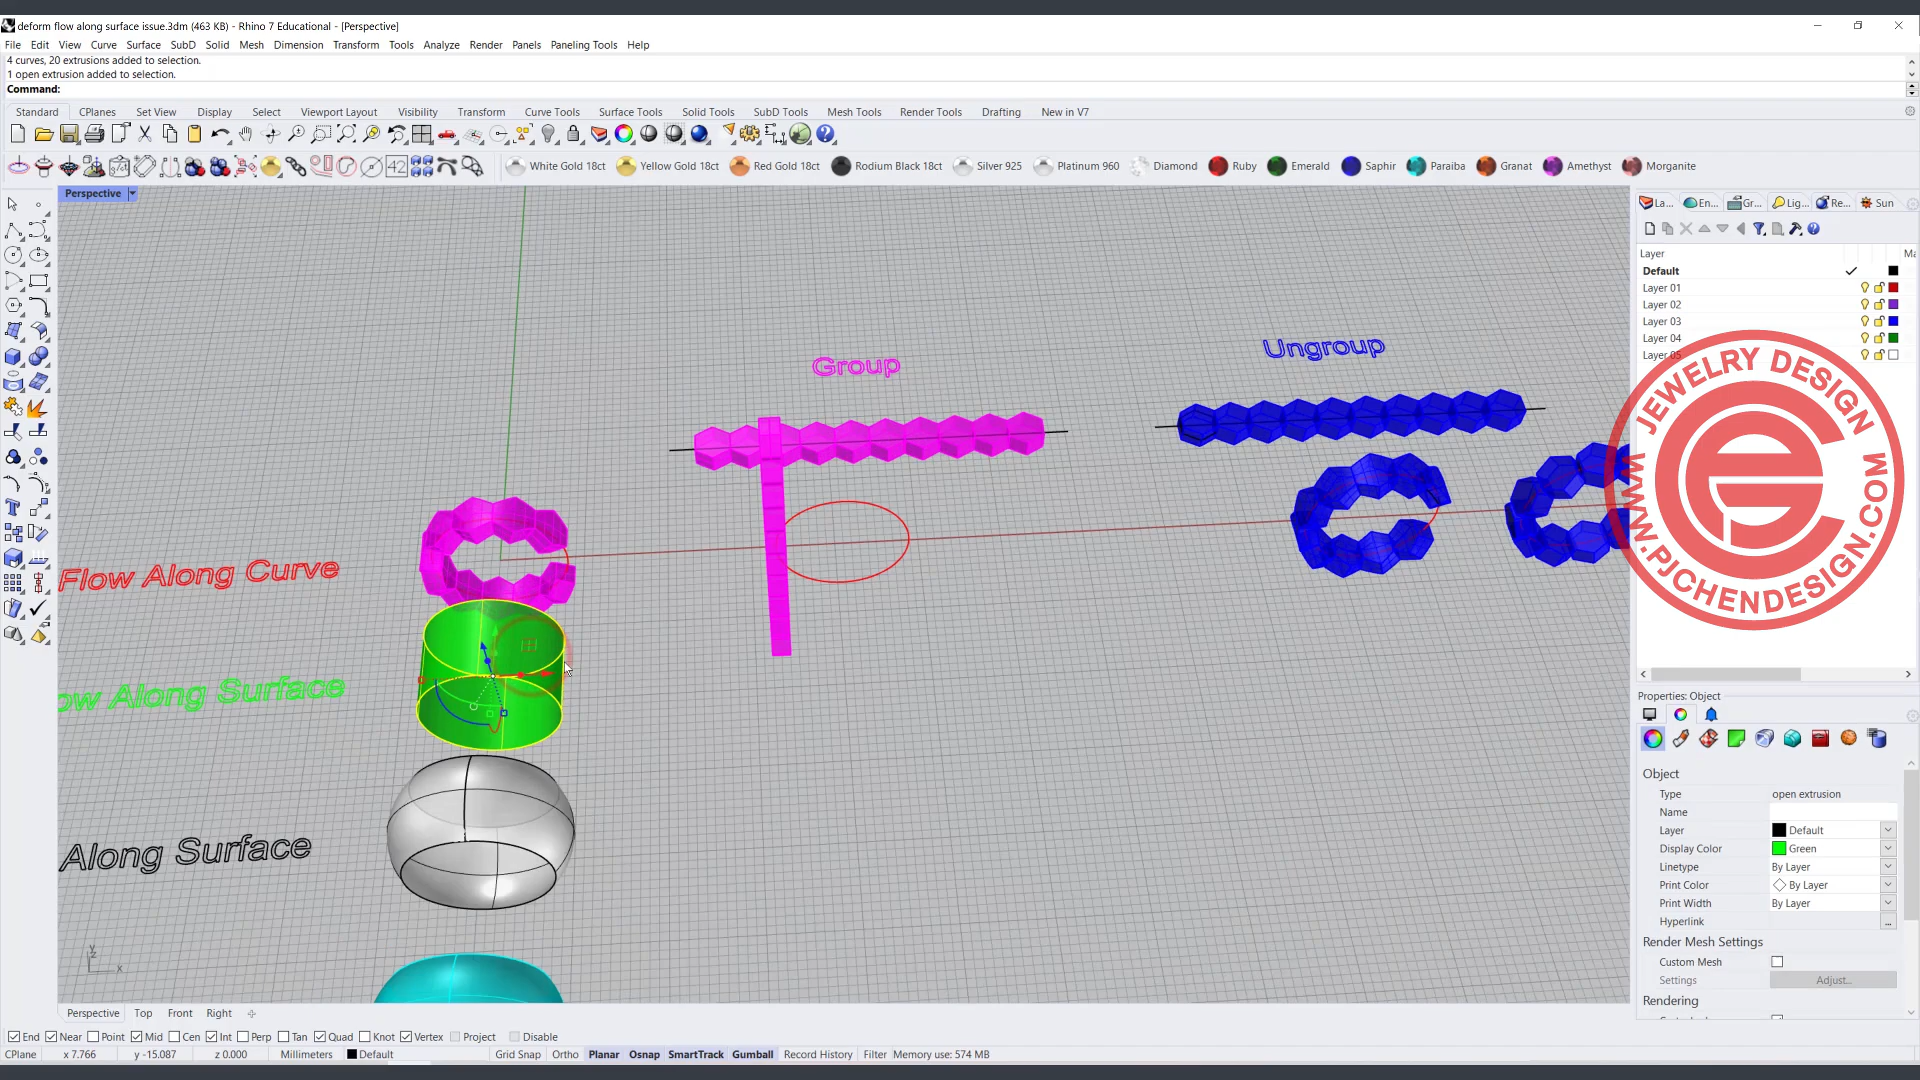 deform flow along surface issue.3dm (463 KB) - Rhino 7 Educational - [Perspective]
File Edit View Curve Surface SubD Solid Mesh Dimension Transform Tools Analyze Render Panels Paneling Tools Help
4 curves, 20 extrusions added to selection.
1 open extrusion added to selection.
Command:
Standard CPlanes Set View Display Select Viewport Layout Visibility Transform Curve Tools Surface Tools Solid Tools SubD Tools Mesh Tools Render Tools Drafting New in V7
42 White Gold 18ct Yellow Gold 18ct Red Gold 18ct Rodium Black 18ct Silver 925 Platinum 960 Diamond Ruby Emerald Saphir Paraiba Granat Amethyst Morganite
Perspective
La... En... Gr... Lig... Re... Sun
Layer Ma
Default
Layer 01
Layer 02
Layer 03
Layer 04
Layer 05
Group
Ungroup
Flow Along Curve
ow Along Surface
Along Surface
JEWELRY DESIGN
WWW.PJCHENDESIGN.COM
Properties: Object
Object
Type open extrusion
Name
Layer Default
Display Color Green
Linetype By Layer
Print Color By Layer
Print Width By Layer
Hyperlink ...
Render Mesh Settings
Custom Mesh
Settings Adjust...
Rendering
y
z
x
Perspective Top Front Right
End Near Point Mid Cen Int Perp Tan Quad Knot Vertex Project Disable
CPlane x 7.766 y -15.087 z 0.000 Millimeters Default Grid Snap Ortho Planar Osnap SmartTrack Gumball Record History Filter Memory use: 574 MB